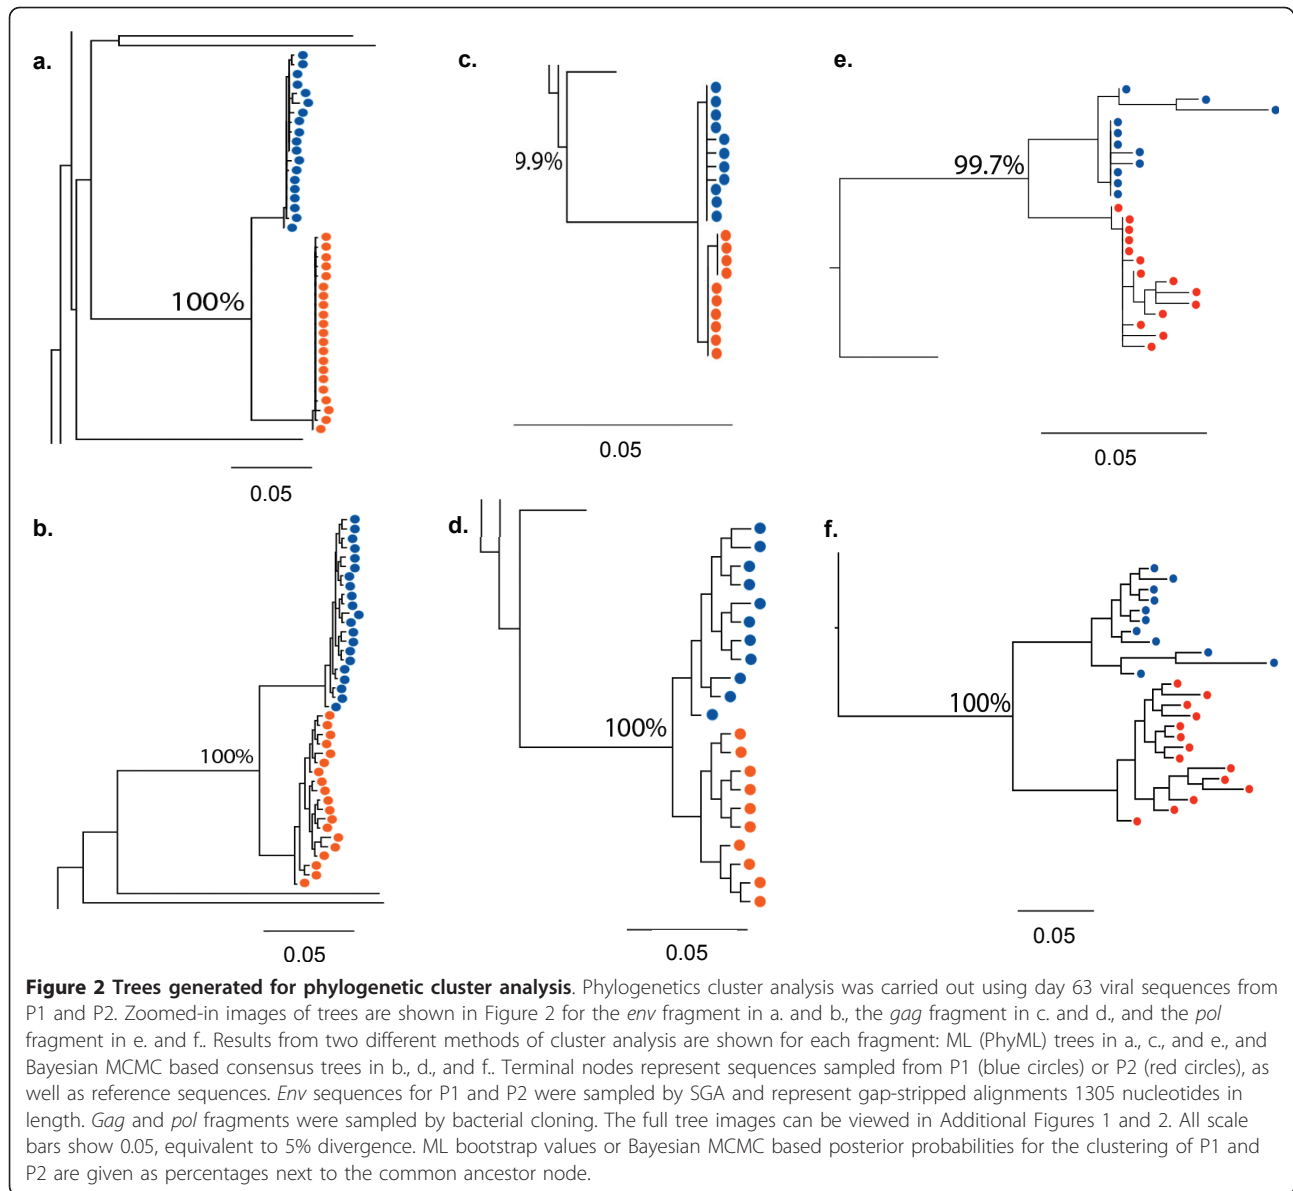 a.
c.
e.
9.9%
99.7%
100%
0.05
0.05
0.05
b.
d.
f.
100%
100%
100%
0.05
0.05
0.05
Figure 2 Trees generated for phylogenetic cluster analysis. Phylogenetics cluster analysis was carried out using day 63 viral sequences from
P1 and P2. Zoomed-in images of trees are shown in Figure 2 for the env fragment in a. and b., the gag fragment in c. and d., and the pol
fragment in e. and f.. Results from two different methods of cluster analysis are shown for each fragment: ML (PhyML) trees in a., c., and e., and
Bayesian MCMC based consensus trees in b., d., and f.. Terminal nodes represent sequences sampled from P1 (blue circles) or P2 (red circles), as
well as reference sequences. Env sequences for P1 and P2 were sampled by SGA and represent gap-stripped alignments 1305 nucleotides in
length. Gag and pol fragments were sampled by bacterial cloning. The full tree images can be viewed in Additional Figures 1 and 2. All scale
bars show 0.05, equivalent to 5% divergence. ML bootstrap values or Bayesian MCMC based posterior probabilities for the clustering of P1 and
P2 are given as percentages next to the common ancestor node.